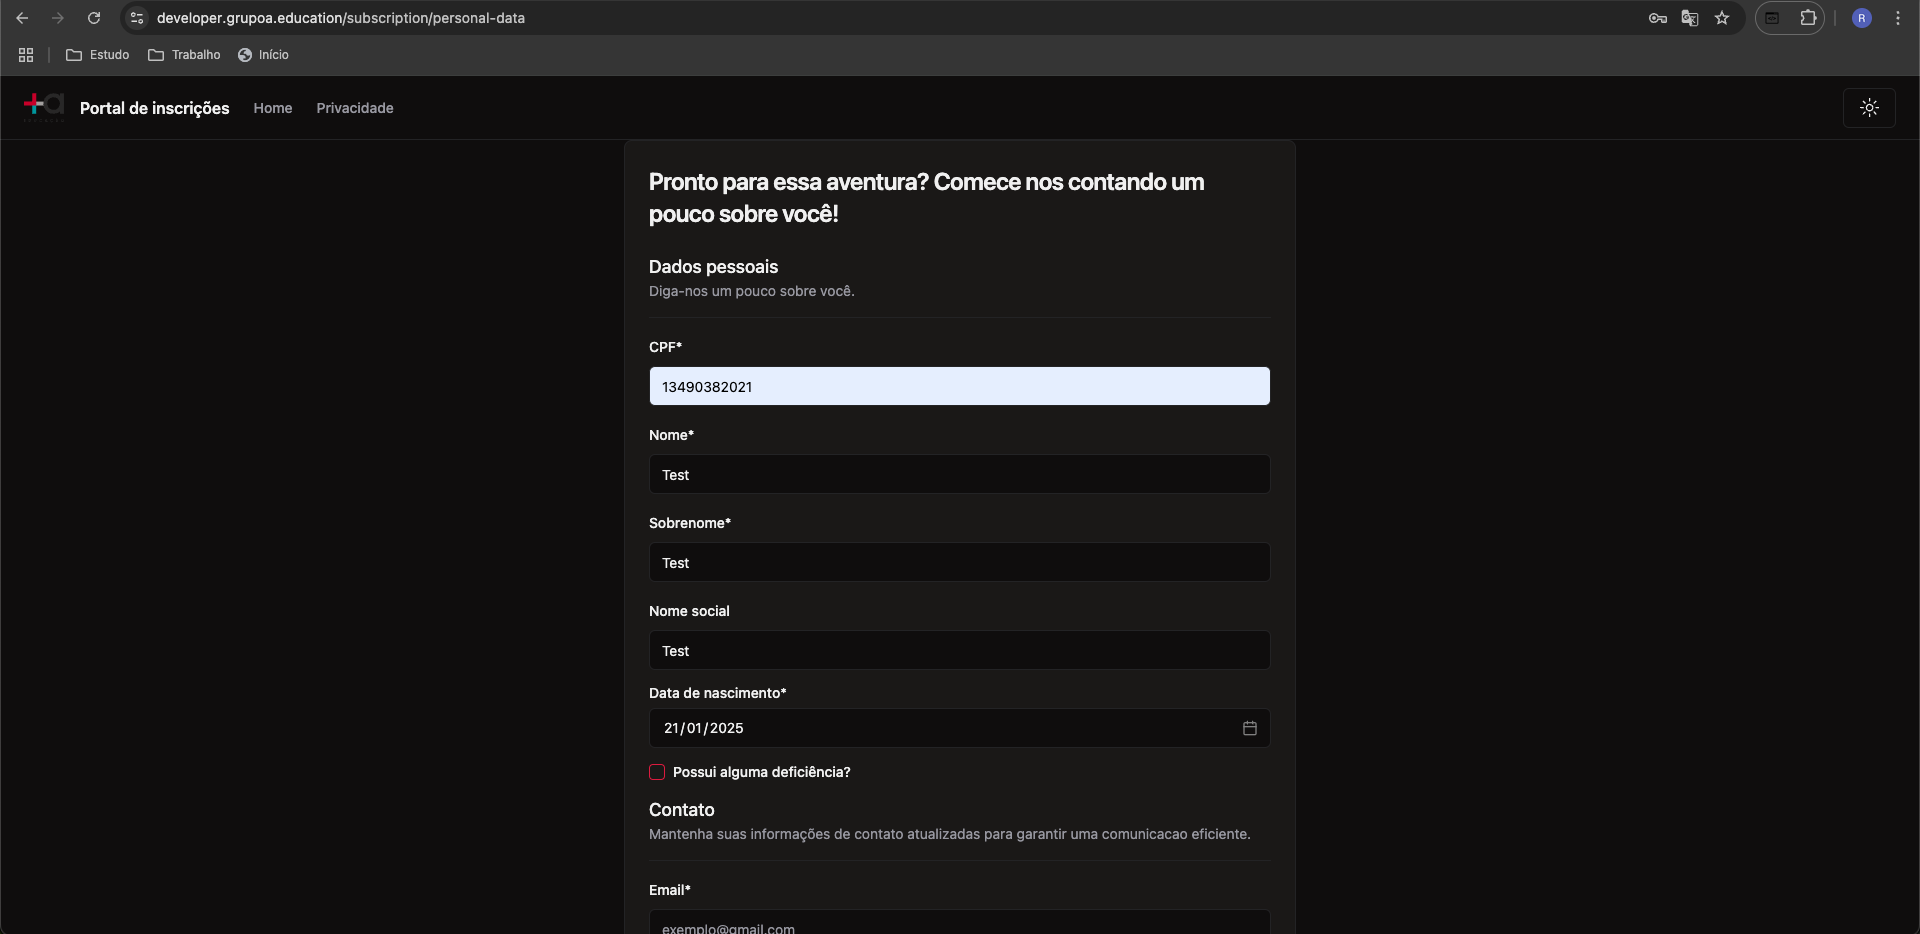 developer.grupoa.education/subscription/personal-data
R
Estudo
Trabalho
Início
+a
Portal de inscrições
Home
Privacidade
Pronto para essa aventura? Comece nos contando um
pouco sobre você!
Dados pessoais
Diga-nos um pouco sobre você.
CPF*
13490382021
Nome*
Test
Sobrenome*
Test
Nome social
Test
Data de nascimento*
21/01/2025
Possui alguma deficiência?
Contato
Mantenha suas informações de contato atualizadas para garantir uma comunicacao eficiente.
Email*
exemplo@gmail.com